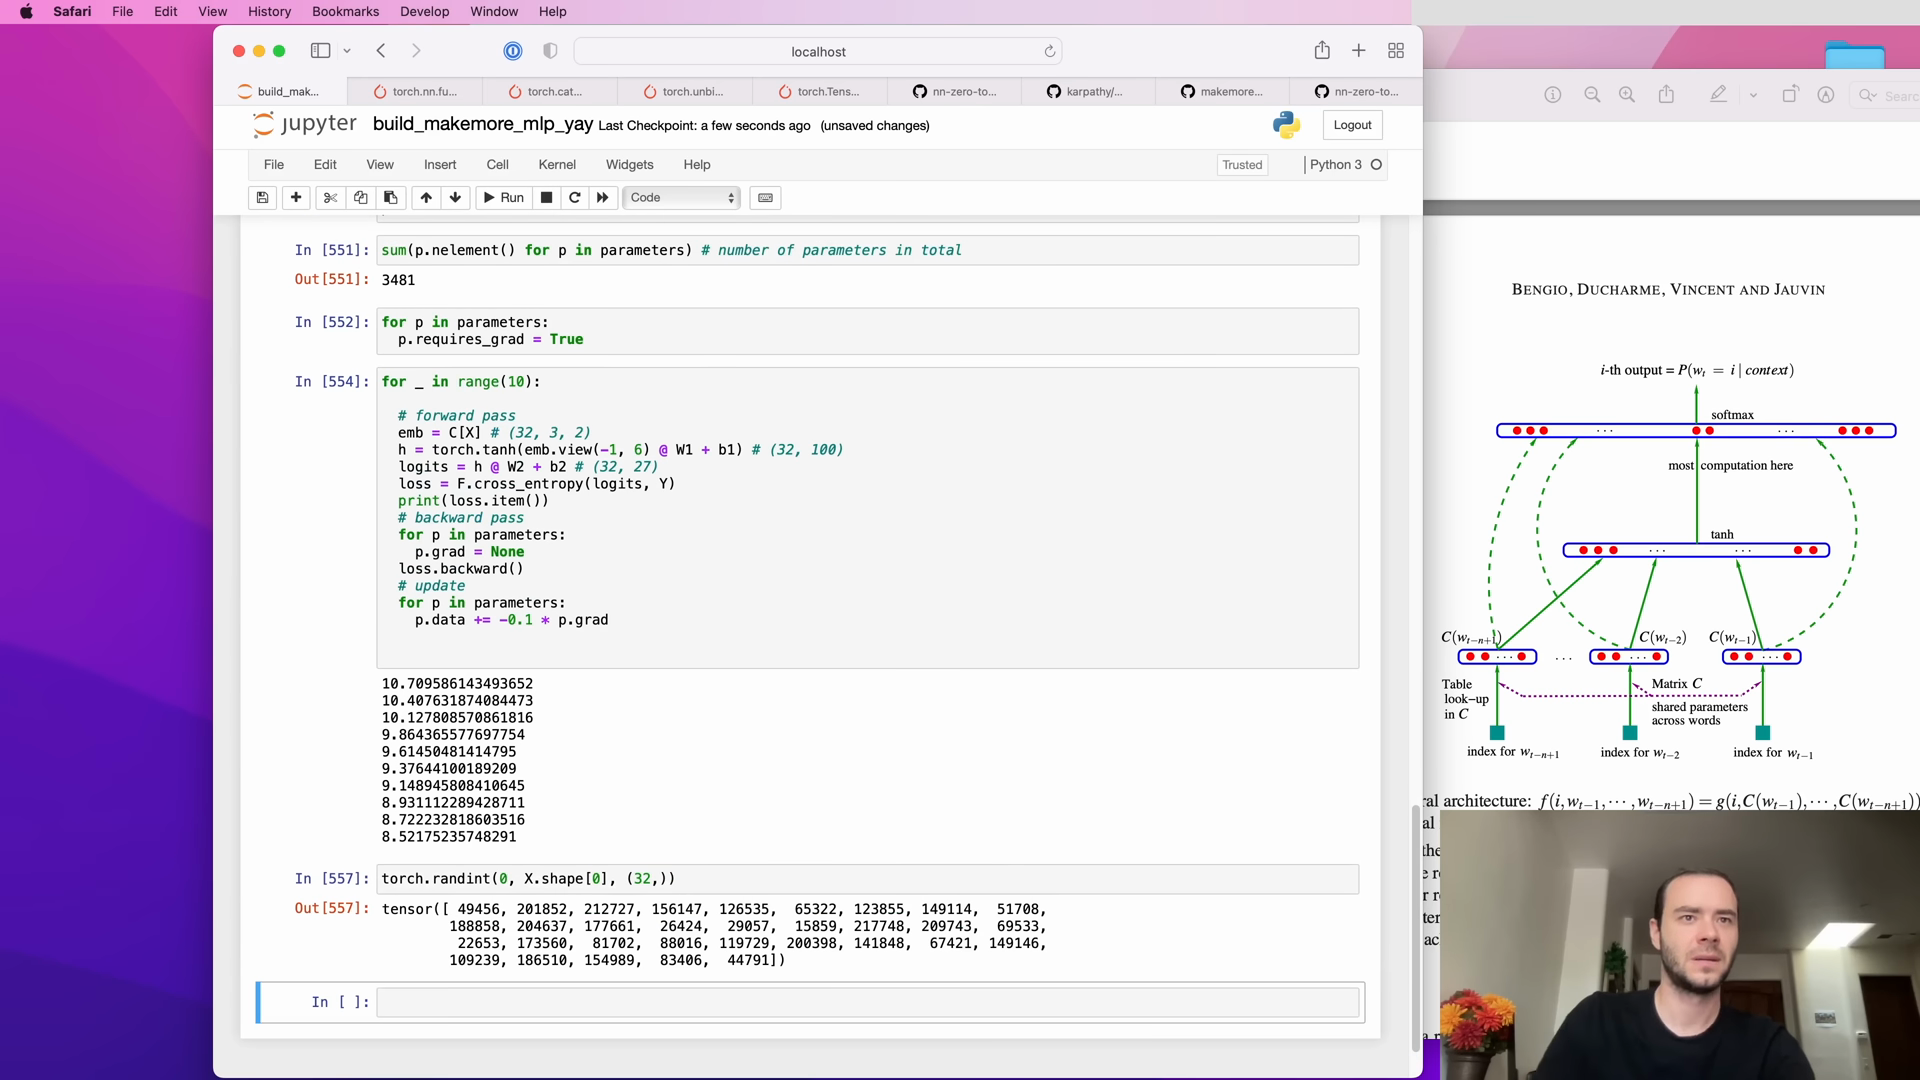 Safari File Edit View History Bookmarks Develop Window Help
localhost
build_mak... torch.nn.fu... torch.cat... torch.unbi... torch.Tens... nn-zero-to... karpathy/... makemore... nn-zero-to...
Search
jupyter build_makemore_mlp_yay Last Checkpoint: a few seconds ago (unsaved changes) Logout
File Edit View Insert Cell Kernel Widgets Help Trusted Python 3
Run Code
In [551]: sum(p.nelement() for p in parameters) # number of parameters in total
Out[551]: 3481
In [552]: for p in parameters:
p.requires_grad = True
In [554]: for _ in range(10):
# forward pass
emb = C[X] # (32, 3, 2)
h = torch.tanh(emb.view(-1, 6) @ W1 + b1) # (32, 100)
logits = h @ W2 + b2 # (32, 27)
loss = F.cross_entropy(logits, Y)
print(loss.item())
# backward pass
for p in parameters:
p.grad = None
loss.backward()
# update
for p in parameters:
p.data += -0.1 * p.grad
10.709586143493652
10.407631874084473
10.127808570861816
9.864365577697754
9.61450481414795
9.37644100189209
9.148945808410645
8.931112289428711
8.722232818603516
8.52175235748291
In [557]: torch.randint(0, X.shape[0], (32,))
Out[557]: tensor([ 49456, 201852, 212727, 156147, 126535, 65322, 123855, 149114, 51708,
188858, 204637, 177661, 26424, 29057, 15859, 217748, 209743, 69533,
22653, 173560, 81702, 88016, 119729, 200398, 141848, 67421, 149146,
109239, 186510, 154989, 83406, 44791])
In [ ]:
BENGIO, DUCHARME, VINCENT AND JAUVIN
i-th output = P(w_t = i | context)
softmax
. . . . . .
most computation here
tanh
. . . . . .
C(w_{t−n+1}) C(w_{t−2}) C(w_{t−1})
. . . . . . . . . . . .
Table look−up in C
Matrix C
shared parameters across words
index for w_{t−n+1} index for w_{t−2} index for w_{t−1}
ral architecture: f(i,w_{t−1},⋯,w_{t−n+1}) = g(i,C(w_{t−1}),⋯,C(w_{t−n+1}))